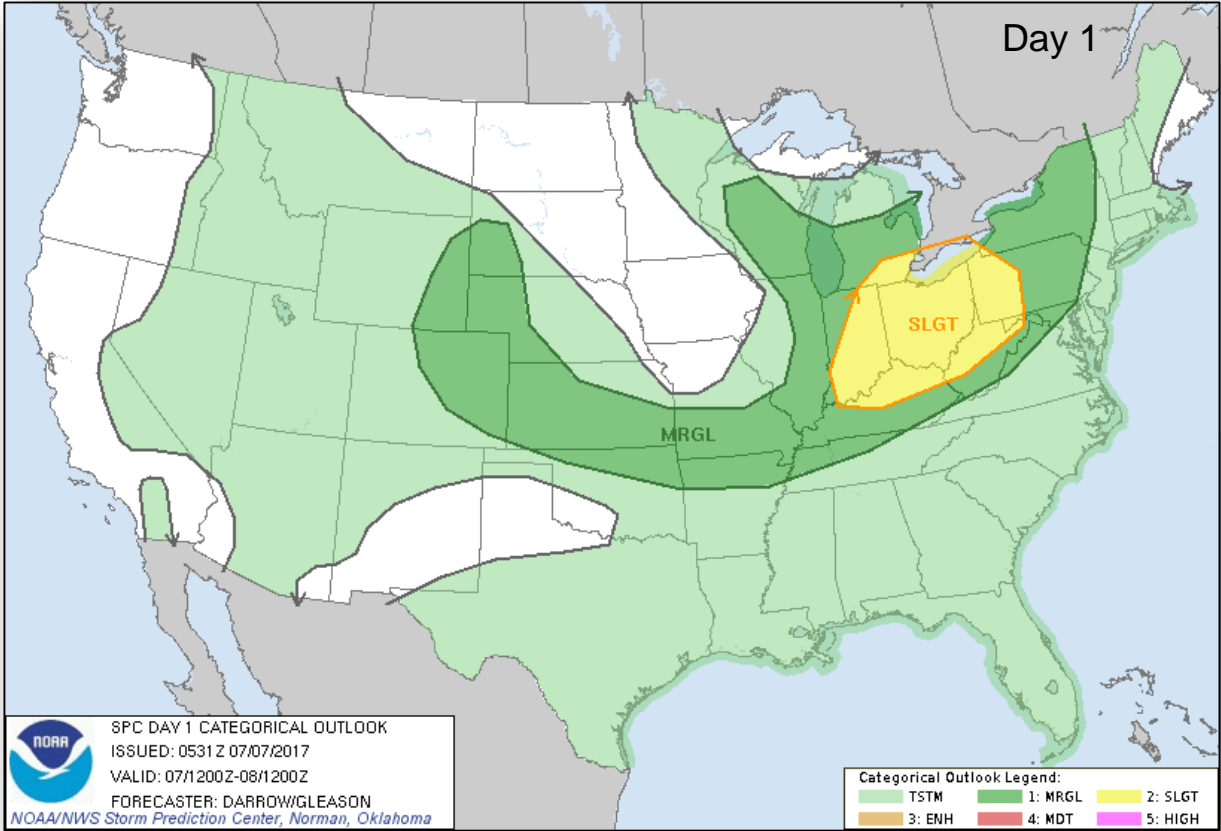 Day 1
SLGT
MRGL
NOAA
SPC DAY 1 CATEGORICAL OUTLOOK
ISSUED: 0531Z 07/07/2017
VALID: 07/1200Z-08/1200Z
FORECASTER: DARROW/GLEASON
NOAA/NWS Storm Prediction Center, Norman, Oklahoma
Categorical Outlook Legend:
TSTM 1: MRGL 2: SLGT
3: ENH 4: MDT 5: HIGH